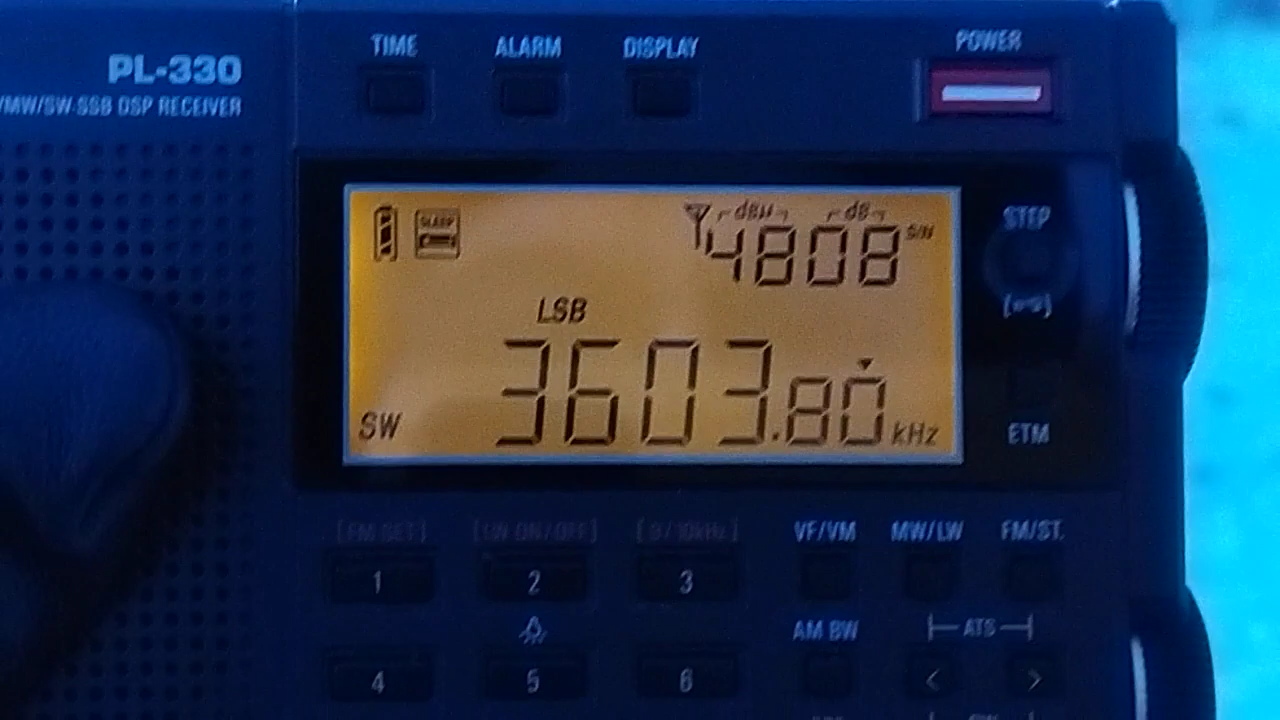 TIME ALARM DISPLAY POWER
PL-330
/MW/SW-SSB DSP RECEIVER
SLEEP
dBμ dB
4808 S/N
STEP
LSB
3603.80 kHz
SW
ETM
[FM SET] [LW ON/OFF] [9/10kHz] VF/VM MW/LW FM/ST.
1 2 3
AM BW ATS
4 5 6 < >